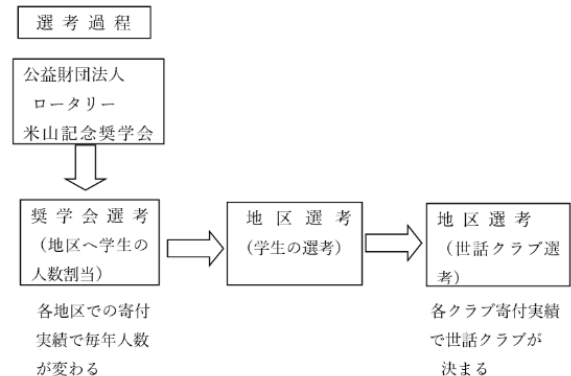 選考過程
公益財団法人
ロータリー
米山記念奨学会
奨学会選考
（地区へ学生の
人数割当）
地区選考
（学生の選考）
地区選考
（世話クラブ選
考）
各地区での寄付
実績で毎年人数
が変わる
各クラブ寄付実績
で世話クラブが
決まる